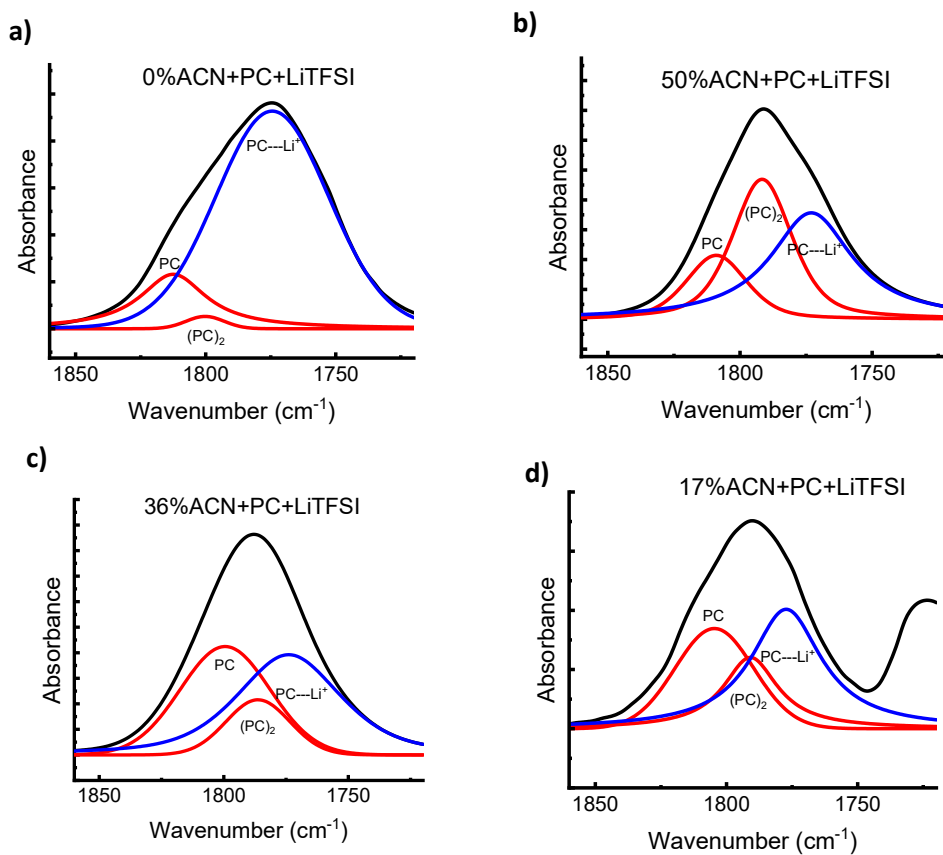 a)
0%ACN+PC+LiTFSI
PC---Li⁺
PC
(PC)₂
Absorbance
1850
1800
1750
Wavenumber (cm⁻¹)
b)
50%ACN+PC+LiTFSI
(PC)₂
PC
PC---Li⁺
Absorbance
1850
1800
1750
Wavenumber (cm⁻¹)
c)
36%ACN+PC+LiTFSI
PC
PC---Li⁺
(PC)₂
Absorbance
1850
1800
1750
Wavenumber (cm⁻¹)
d)
17%ACN+PC+LiTFSI
PC
PC---Li⁺
(PC)₂
Absorbance
1850
1800
1750
Wavenumber (cm⁻¹)